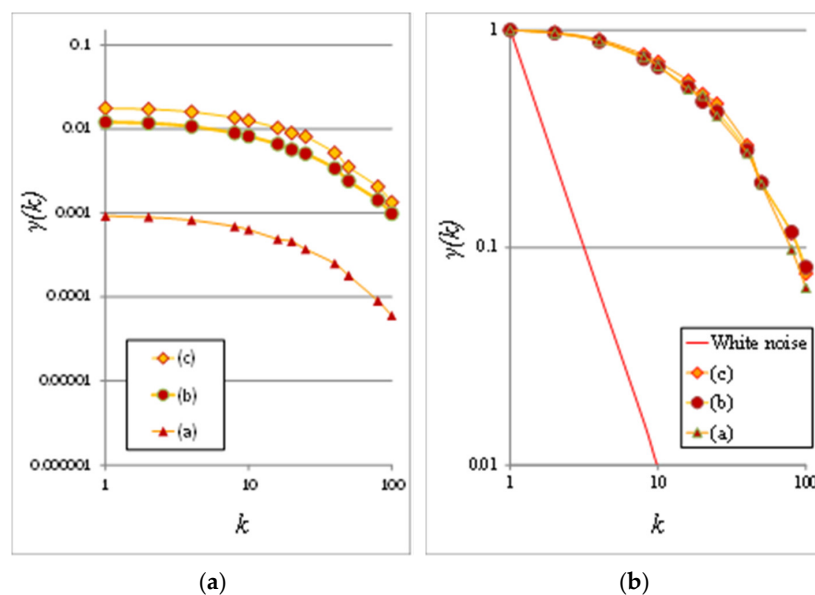 0.1
0.01
0.001
0.0001
0.00001
0.000001
γ(k)
(c)
(b)
(a)
1 10 100
k
(a)
1
0.1
0.01
γ(k)
White noise
(c)
(b)
(a)
1 10 100
k
(b)